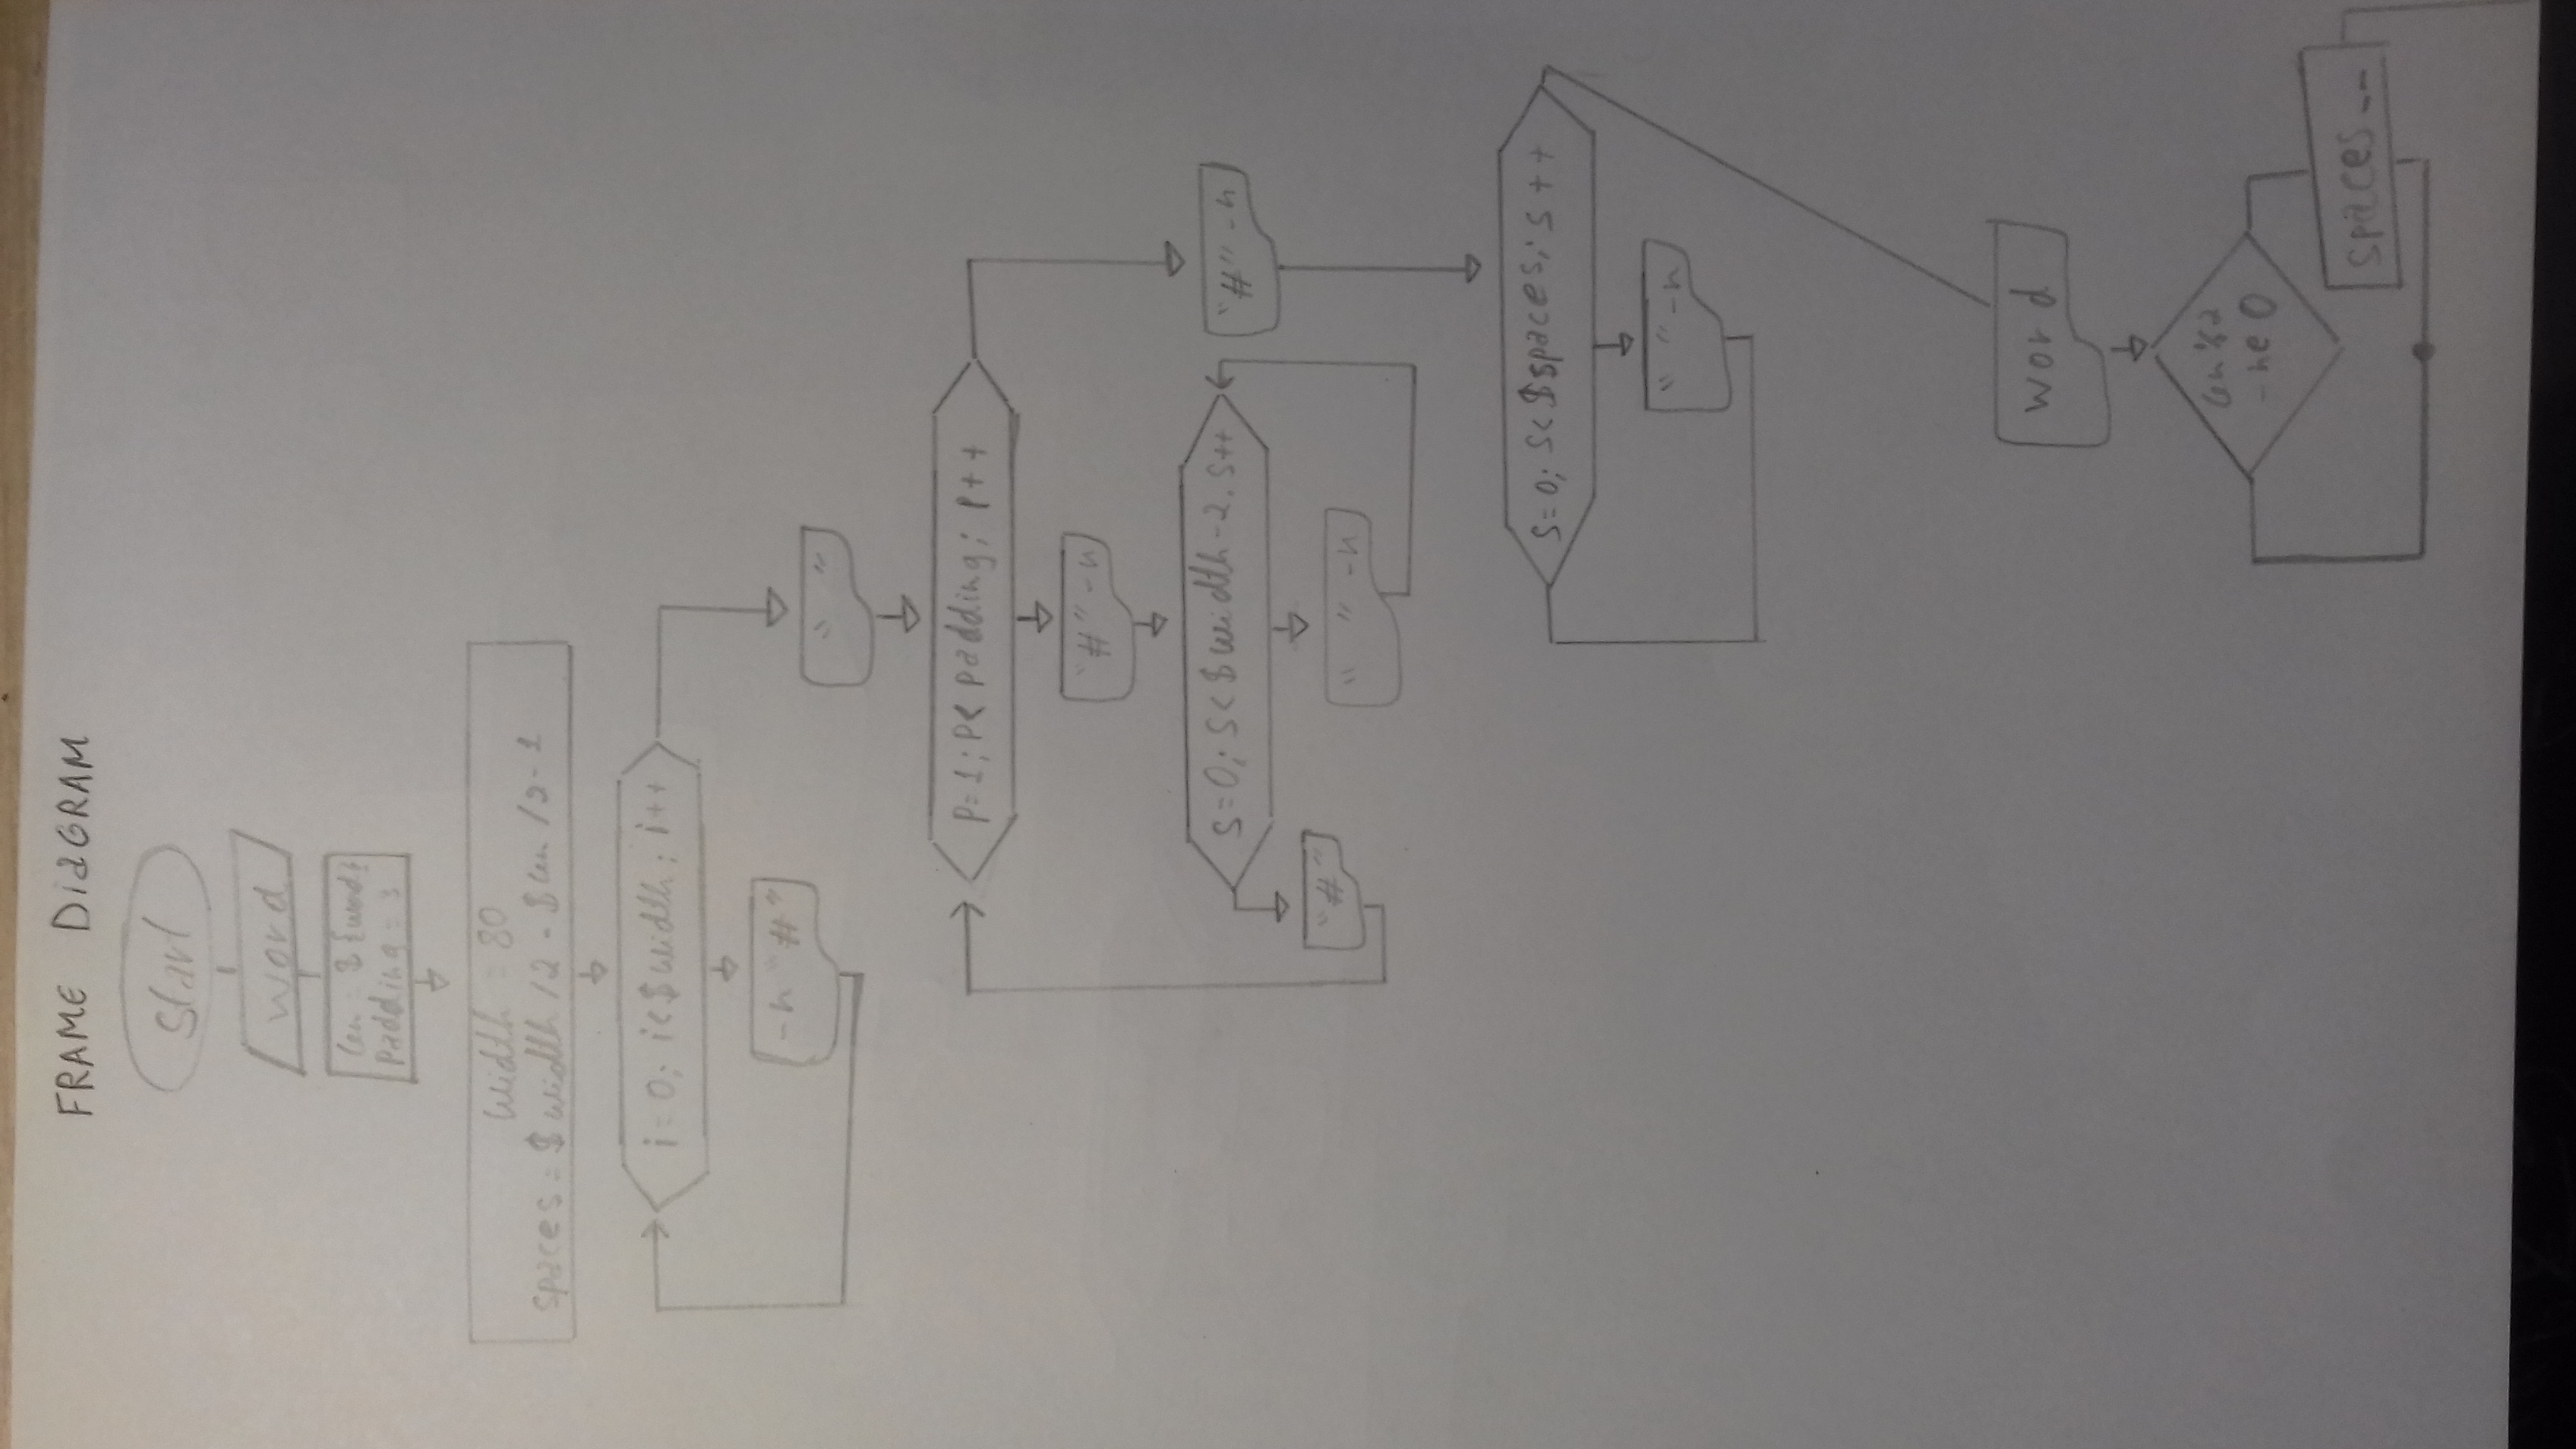 FRAME DiaGRAM
Start
word
len = $ {word}
Padding = 3
width = 80
spaces = $ width / 2 - $ len / 2 - 1
i = 0; i < $ width; i++
-n "#"
" "
P=1; P< padding; P++
"#" -n
S=0; S< $ width-2. S++
"#" -n
"#"
" " -n
S=0; S< $spaces; S++
" " -n
word
len % 2
-ne 0
spaces --